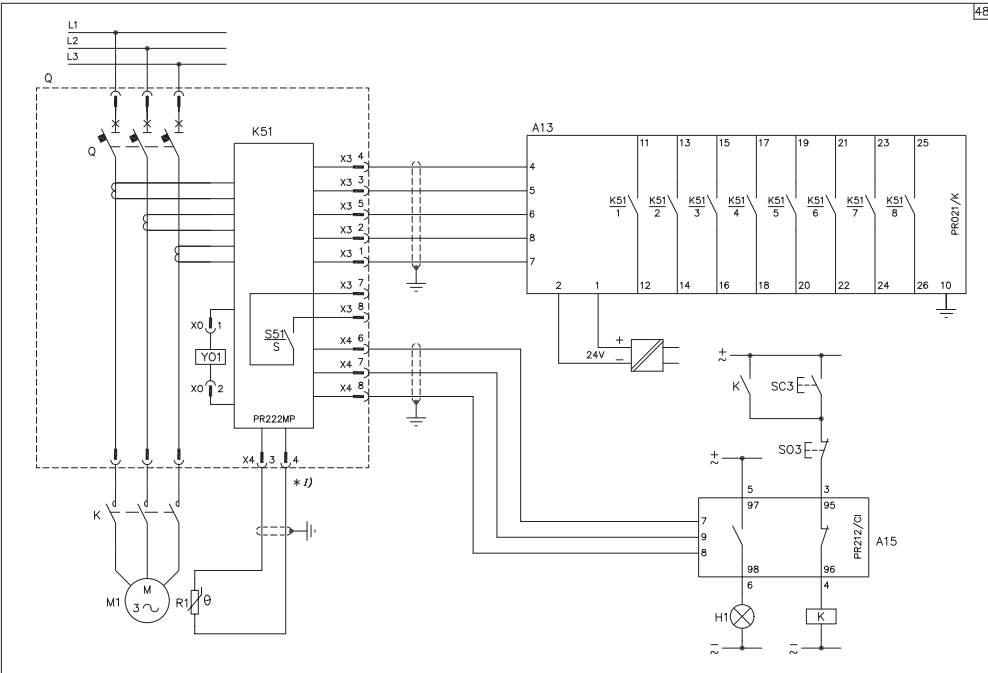 48
L1
L2
L3
Q
K51
A13
Q
X3 4
X3 3
X3 5
X3 2
X3 1
X3 7
X3 8
X4 6
X4 7
X4 8
4
5
6
8
7
11 13 15 17 19 21 23 25
K51 K51 K51 K51 K51 K51 K51 K51
1 2 3 4 5 6 7 8
PR021/K
2 1 12 14 16 18 20 22 24 26 10
S51
S
X0 1
Y01
X0 2
PR222MP
X4 3 4
* 1)
+
24V
−
+
~
K SC3
SO3
+
~
5 3
97 95
7
9
8
PR212/CI
A15
98 96
6 4
H1 K
−
~
−
~
K
M1
M
3 ~
R1 θ